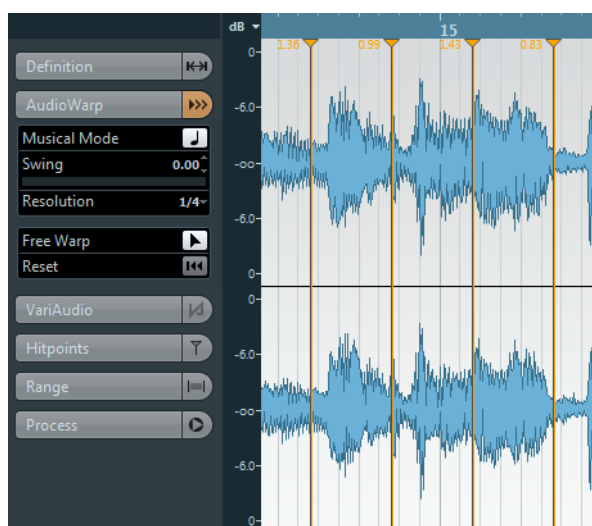 dB
15
1.36 0.99 1.43 0.83
0
Definition
AudioWarp
-6.0
Musical Mode
Swing 0.00
-oo
Resolution 1/4
-6.0
Free Warp
Reset
0
VariAudio
0
Hitpoints
-6.0
Range
-oo
Process
-6.0
0